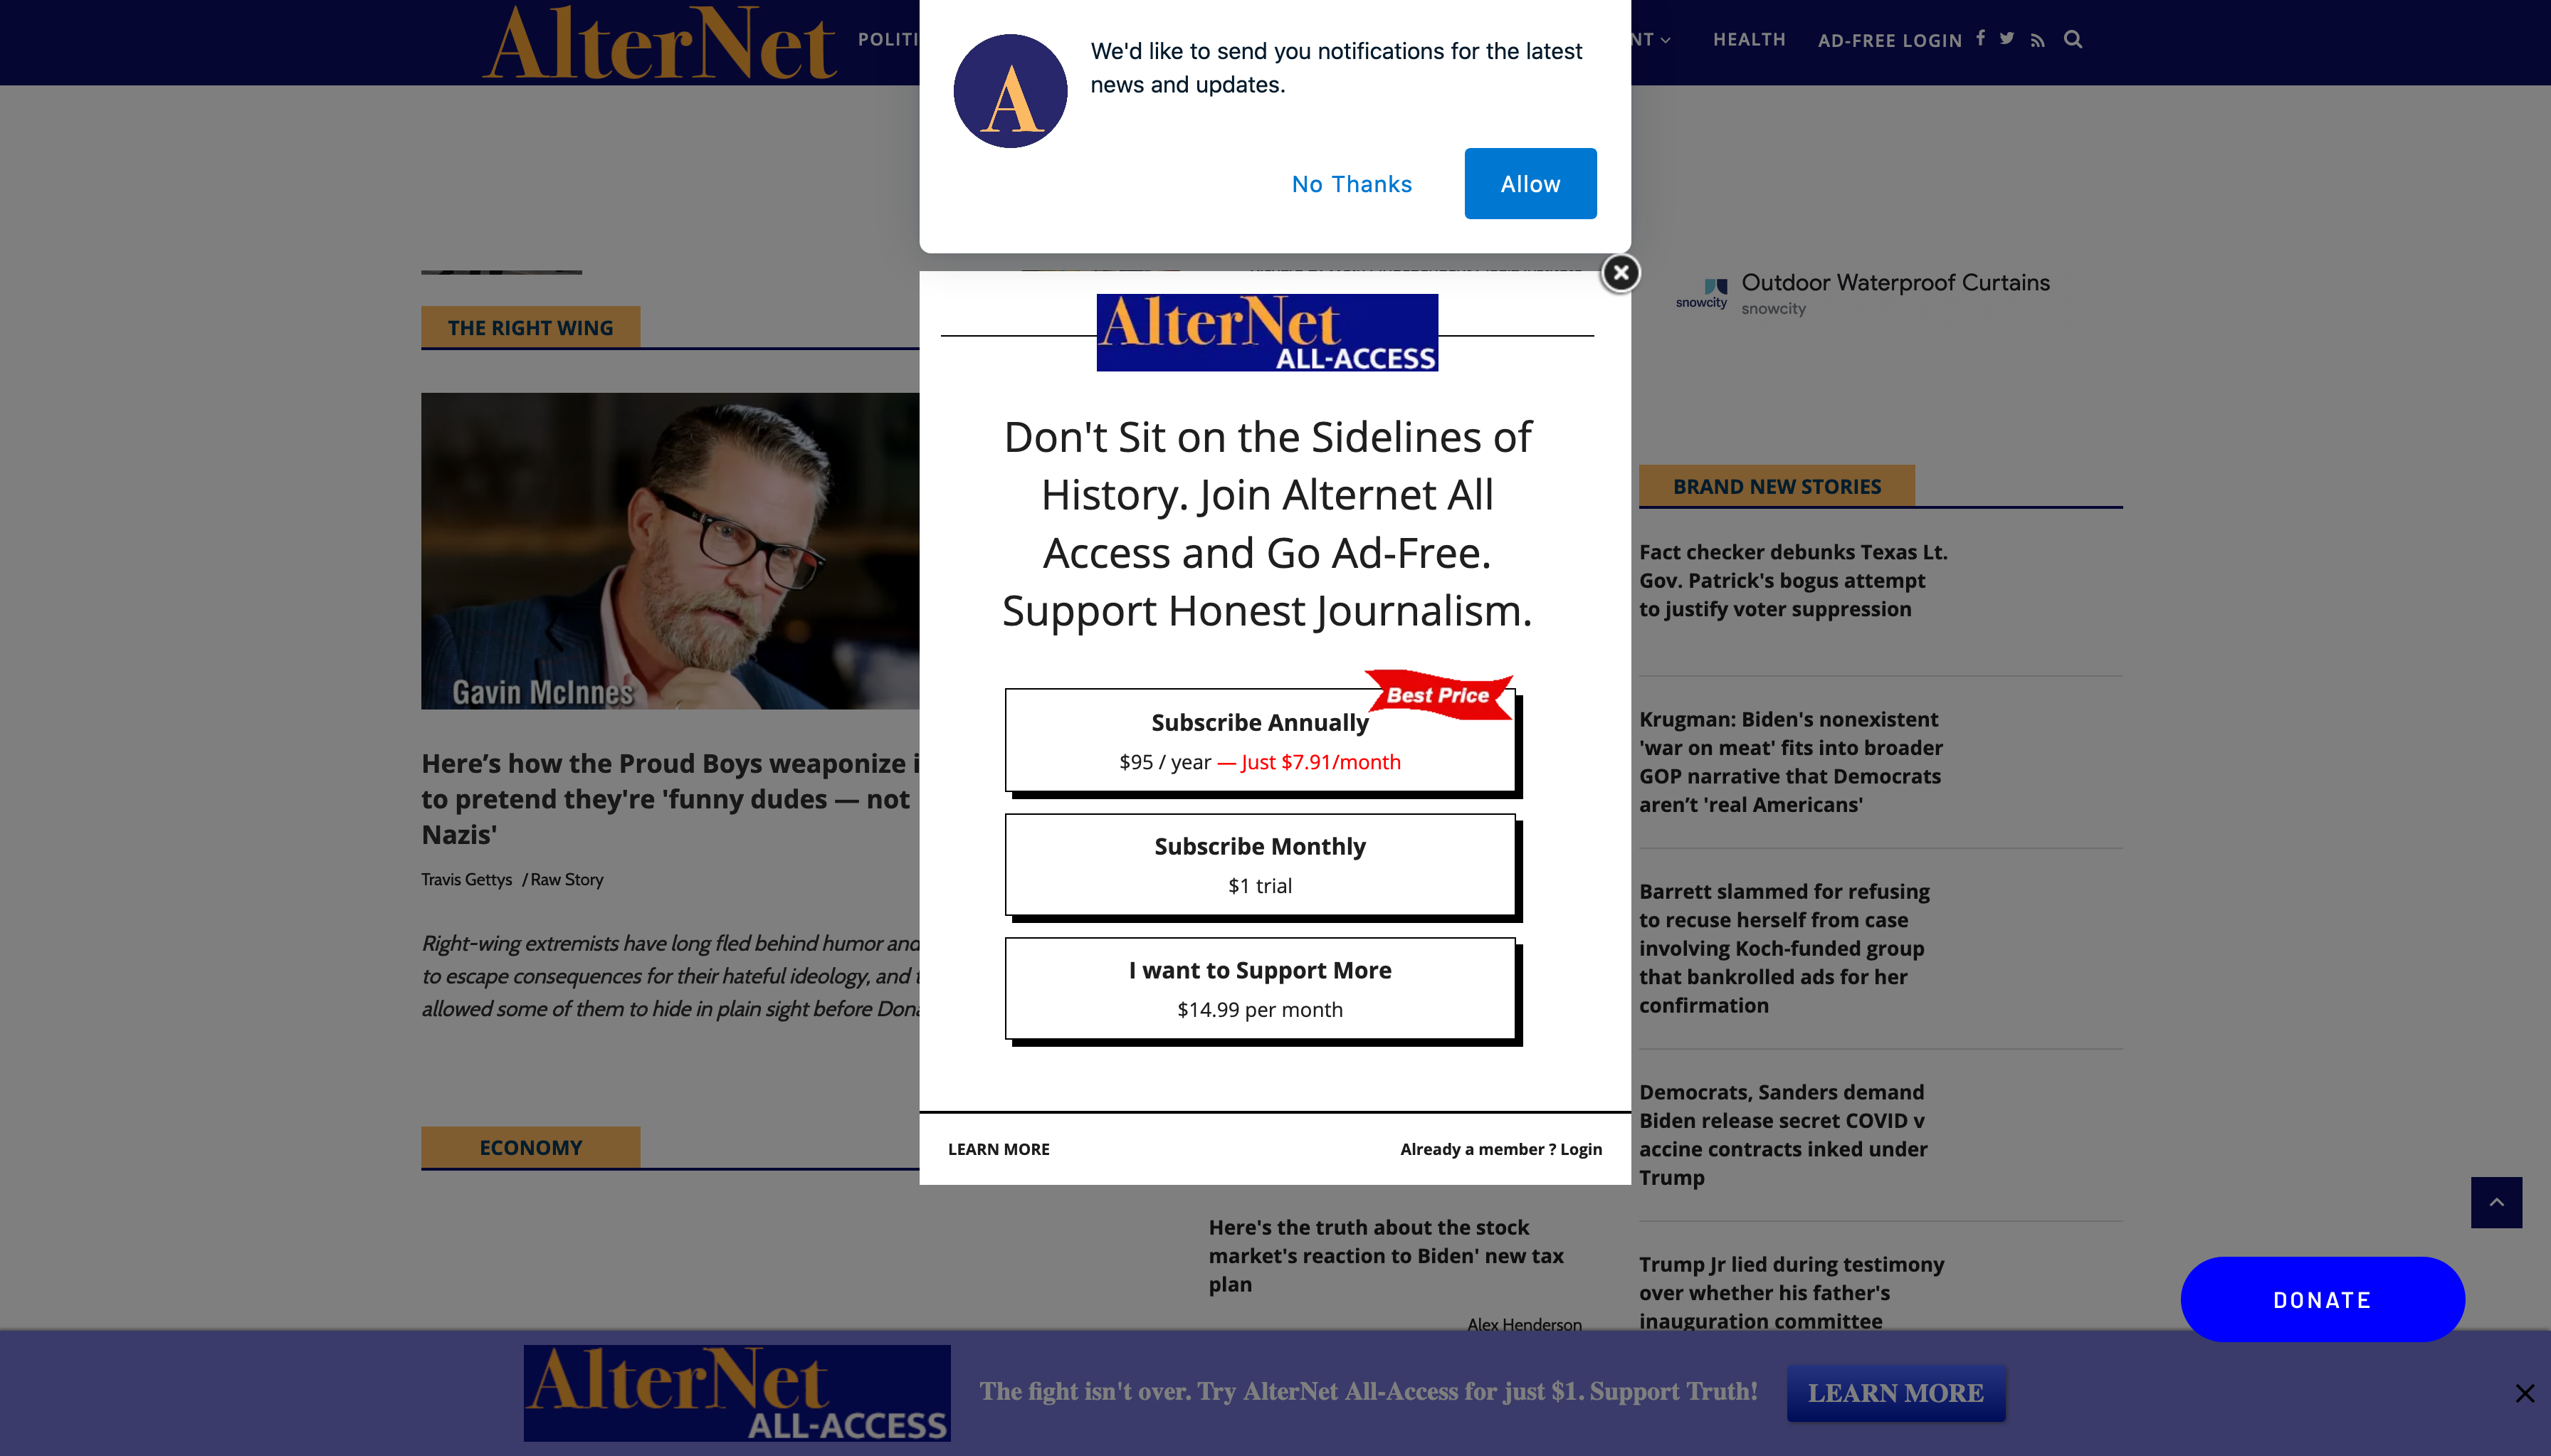 AlterNet
POLITI
NT
HEALTH
AD-FREE LOGIN
We'd like to send you notifications for the latest
news and updates.
A
No Thanks
Allow
AlterNet
ALL-ACCESS
Don't Sit on the Sidelines of
History. Join Alternet All
Access and Go Ad-Free.
Support Honest Journalism.
Best Price
Subscribe Annually
$95 / year — Just $7.91/month
Subscribe Monthly
$1 trial
I want to Support More
$14.99 per month
LEARN MORE
Already a member ? Login
THE RIGHT WING
Gavin McInnes
Here’s how the Proud Boys weaponize i
to pretend they're 'funny dudes — not
Nazis'
Travis Gettys / Raw Story
Right-wing extremists have long fled behind humor and
to escape consequences for their hateful ideology, and t
allowed some of them to hide in plain sight before Dona
ECONOMY
Here's the truth about the stock
market's reaction to Biden' new tax
plan
Alex Henderson
snowcity
Outdoor Waterproof Curtains
snowcity
BRAND NEW STORIES
Fact checker debunks Texas Lt.
Gov. Patrick's bogus attempt
to justify voter suppression
Krugman: Biden's nonexistent
'war on meat' fits into broader
GOP narrative that Democrats
aren’t 'real Americans'
Barrett slammed for refusing
to recuse herself from case
involving Koch-funded group
that bankrolled ads for her
confirmation
Democrats, Sanders demand
Biden release secret COVID v
accine contracts inked under
Trump
Trump Jr lied during testimony
over whether his father's
inauguration committee
DONATE
AlterNet
ALL-ACCESS
The fight isn't over. Try AlterNet All-Access for just $1. Support Truth!
LEARN MORE